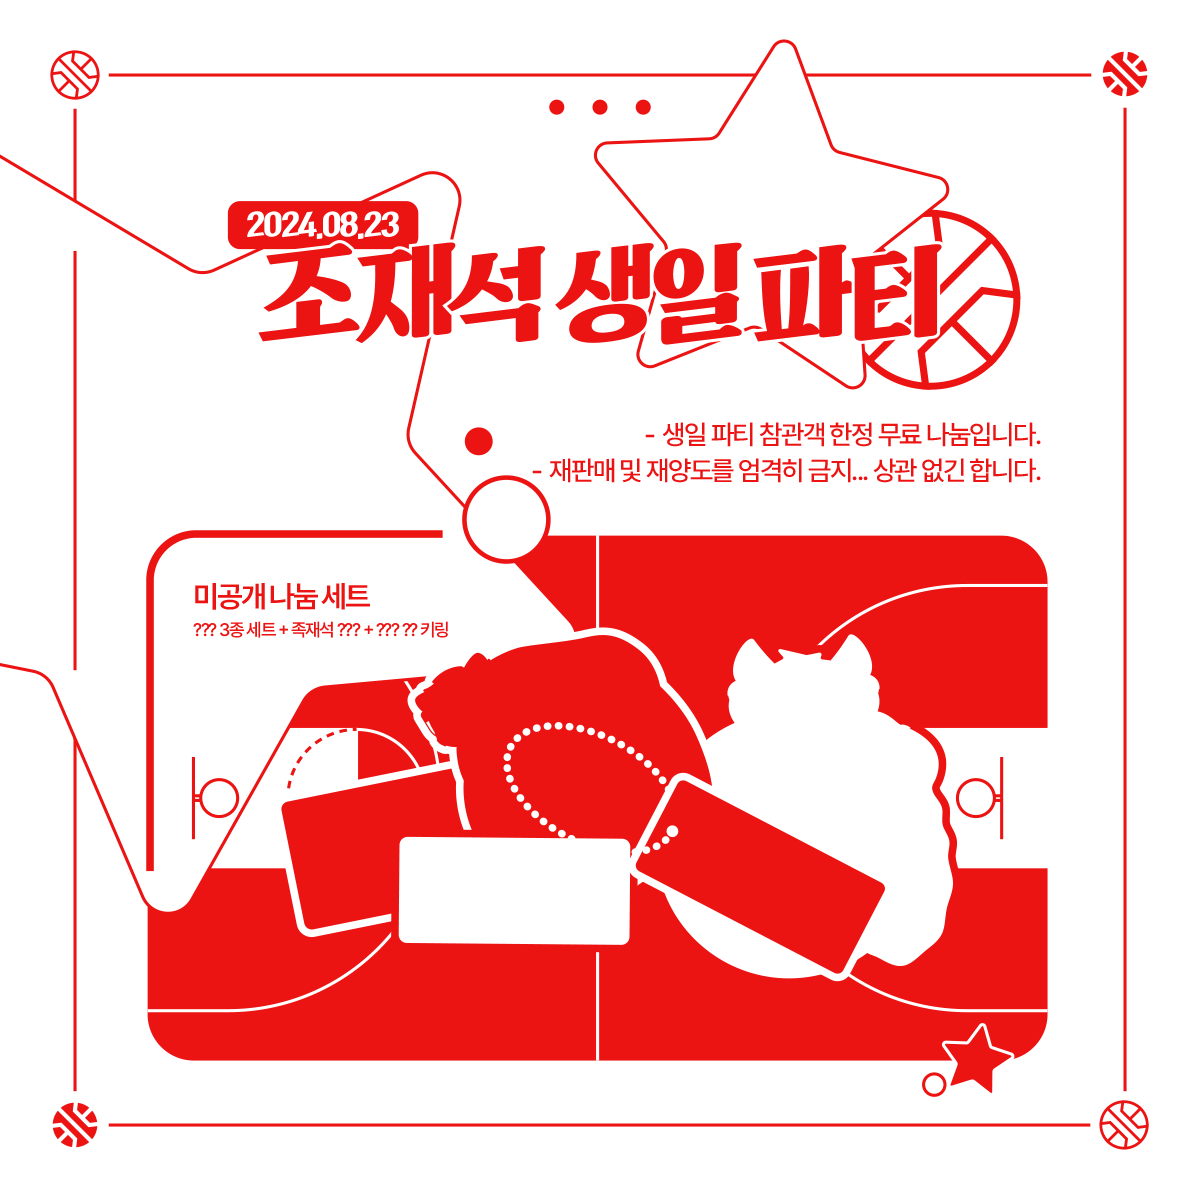 2024.08.23
조재석 생일 파티
- 생일 파티 참관객 한정 무료 나눔입니다.
- 재판매 및 재양도를 엄격히 금지... 상관 없긴 합니다.
미공개 나눔 세트
??? 3종 세트 + 족재석 ??? + ??? ?? 키링